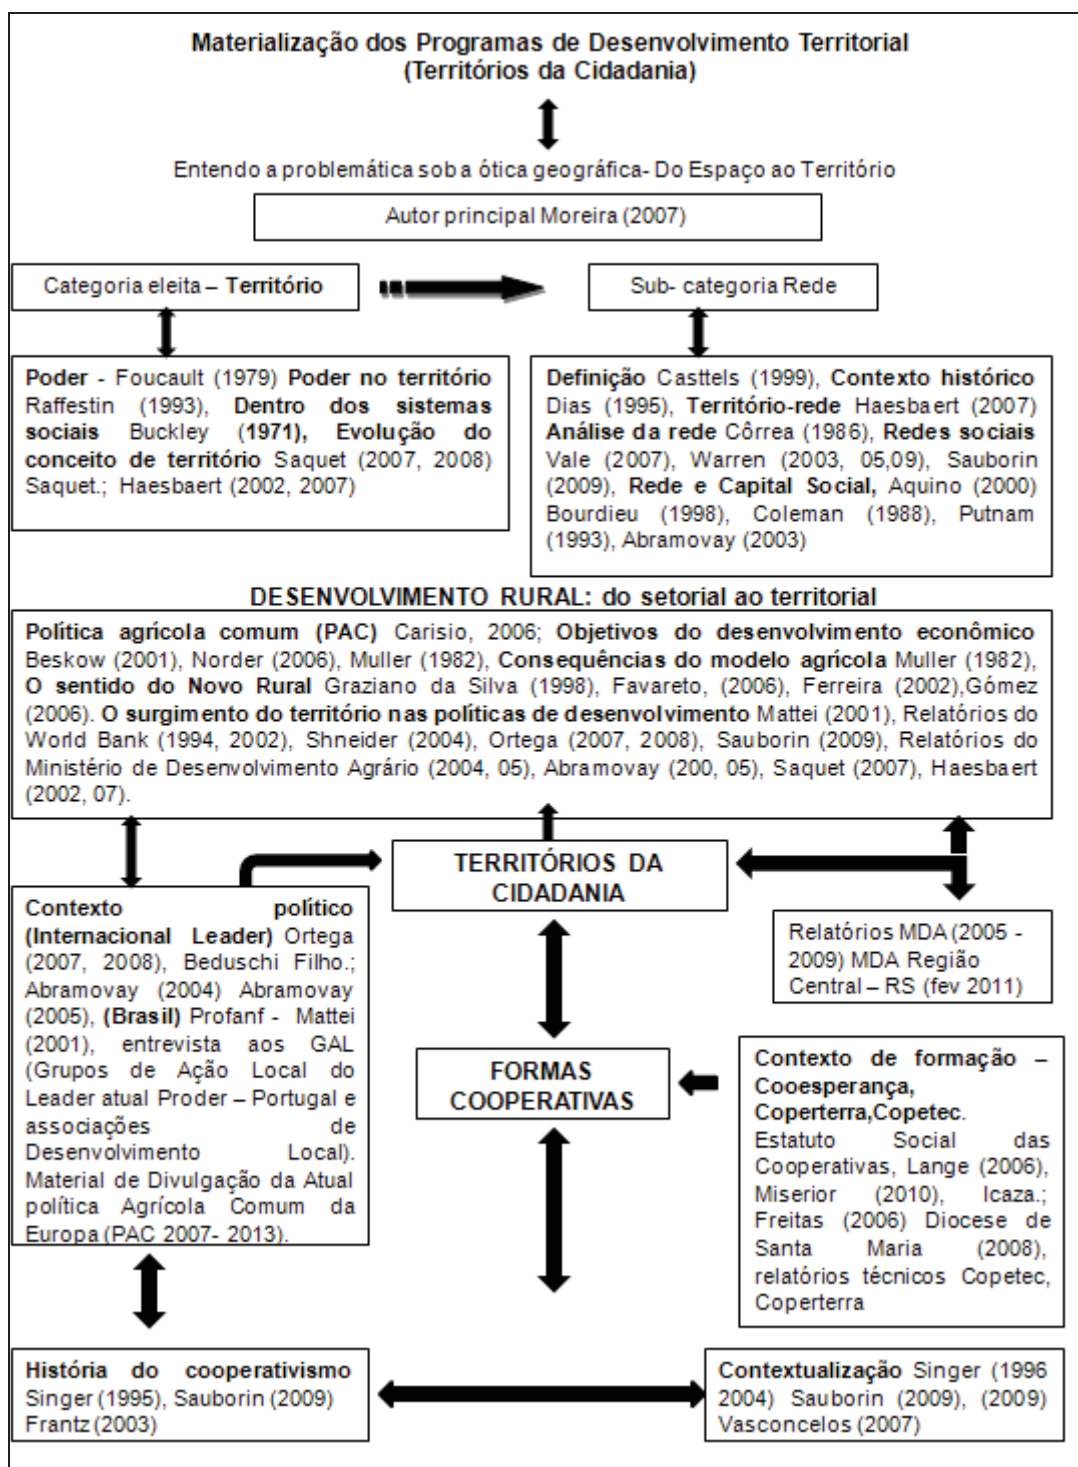 Materialização dos Programas de Desenvolvimento Territorial
(Territórios da Cidadania)
Entendo a problemática sob a ótica geográfica- Do Espaço ao Território
Autor principal Moreira (2007)
Categoria eleita – Território
Sub- categoria Rede
Poder - Foucault (1979) Poder no território
Raffestin (1993), Dentro dos sistemas
sociais Buckley (1971), Evolução do
conceito de território Saquet (2007, 2008)
Saquet.; Haesbaert (2002, 2007)
Definição Casttels (1999), Contexto histórico
Dias (1995), Território-rede Haesbaert (2007)
Análise da rede Côrrea (1986), Redes sociais
Vale (2007), Warren (2003, 05,09), Sauborin
(2009), Rede e Capital Social, Aquino (2000)
Bourdieu (1998), Coleman (1988), Putnam
(1993), Abramovay (2003)
DESENVOLVIMENTO RURAL: do setorial ao territorial
Política agrícola comum (PAC) Carisio, 2006; Objetivos do desenvolvimento econômico
Beskow (2001), Norder (2006), Muller (1982), Consequências do modelo agrícola Muller (1982),
O sentido do Novo Rural Graziano da Silva (1998), Favareto, (2006), Ferreira (2002),Gómez
(2006). O surgimento do território nas políticas de desenvolvimento Mattei (2001), Relatórios do
World Bank (1994, 2002), Shneider (2004), Ortega (2007, 2008), Sauborin (2009), Relatórios do
Ministério de Desenvolvimento Agrário (2004, 05), Abramovay (200, 05), Saquet (2007), Haesbaert
(2002, 07).
TERRITÓRIOS DA
CIDADANIA
Contexto político
(Internacional Leader) Ortega
(2007, 2008), Beduschi Filho.;
Abramovay (2004) Abramovay
(2005), (Brasil) Profanf - Mattei
(2001), entrevista aos GAL
(Grupos de Ação Local do
Leader atual Proder – Portugal e
associações de
Desenvolvimento Local).
Material de Divulgação da Atual
política Agrícola Comum da
Europa (PAC 2007- 2013).
Relatórios MDA (2005 -
2009) MDA Região
Central – RS (fev 2011)
FORMAS
COOPERATIVAS
Contexto de formação –
Cooesperança,
Coperterra,Copetec.
Estatuto Social das
Cooperativas, Lange (2006),
Miserior (2010), Icaza.;
Freitas (2006) Diocese de
Santa Maria (2008),
relatórios técnicos Copetec,
Coperterra
História do cooperativismo
Singer (1995), Sauborin (2009)
Frantz (2003)
Contextualização Singer (1996
2004) Sauborin (2009), (2009)
Vasconcelos (2007)